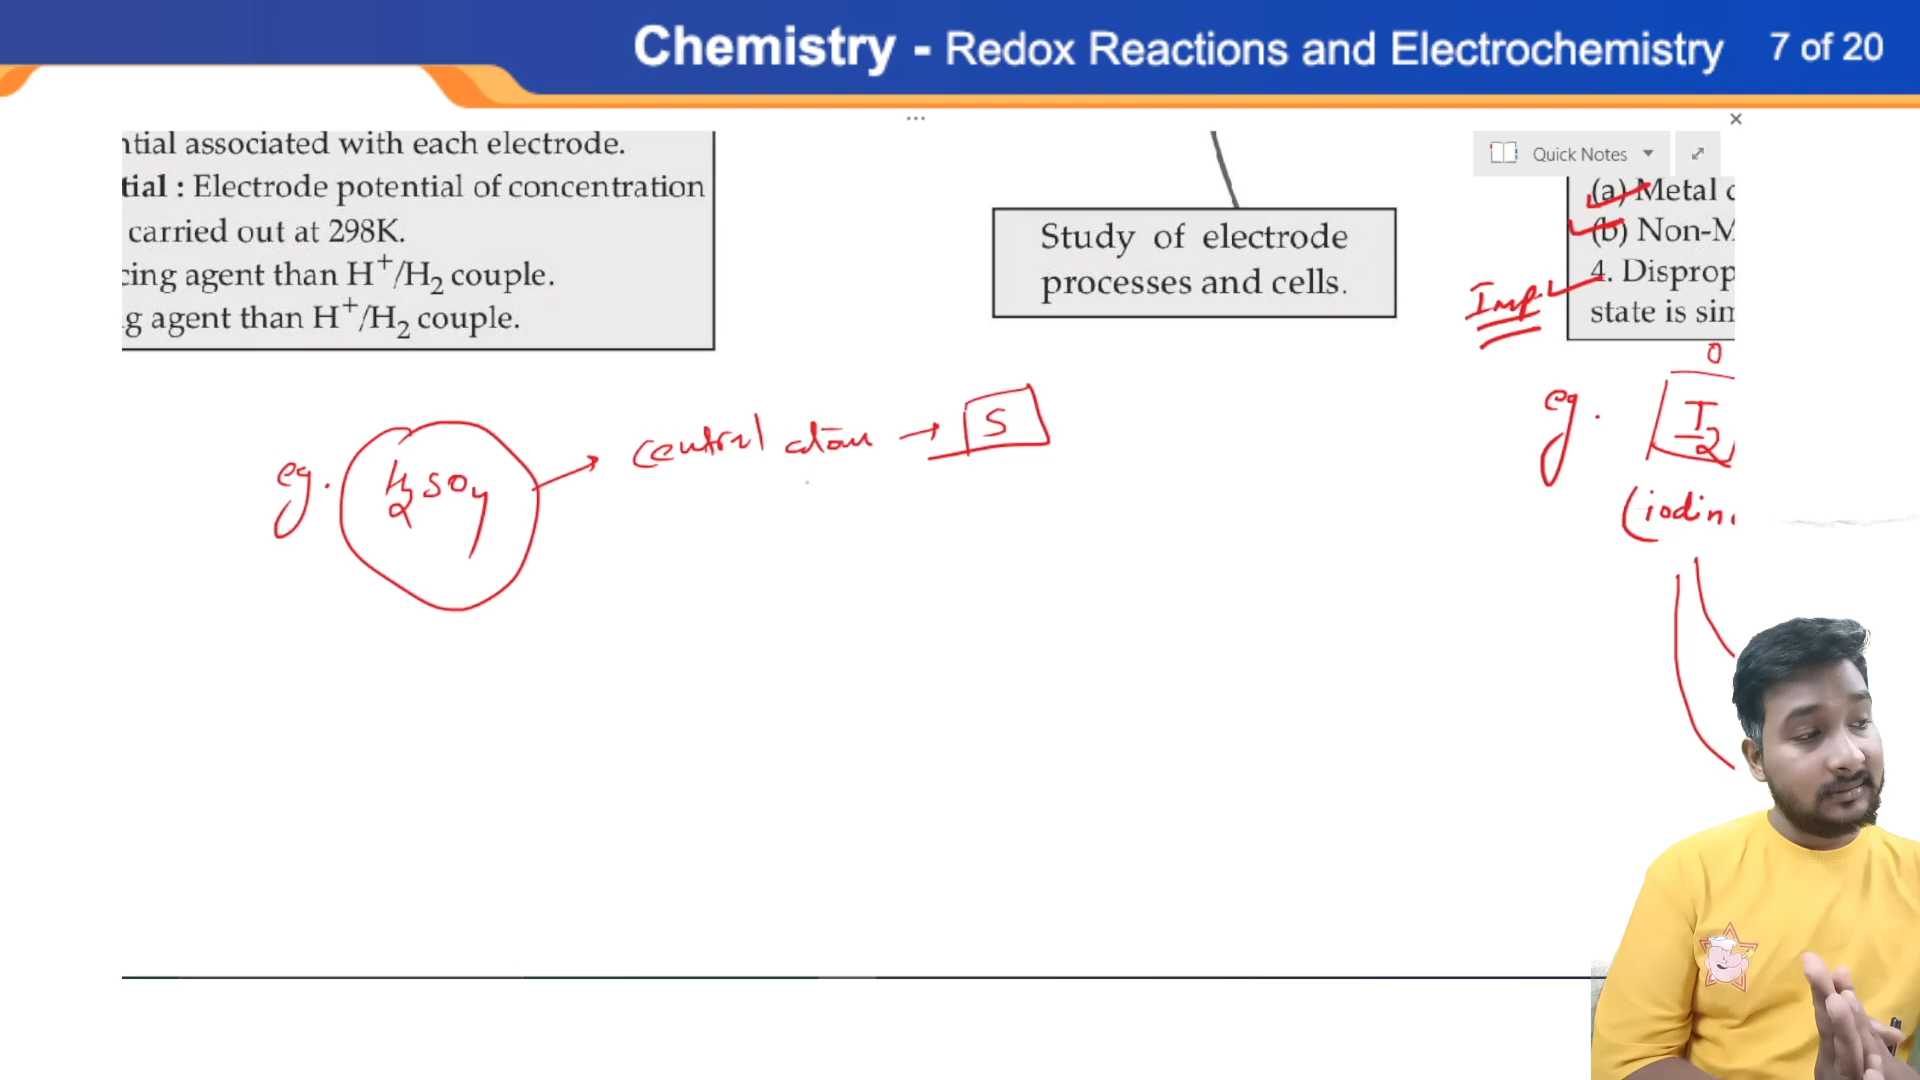 Chemistry - Redox Reactions and Electrochemistry 7 of 20
ntial associated with each electrode.
tial : Electrode potential of concentration
carried out at 298K.
cing agent than H⁺/H₂ couple.
g agent than H⁺/H₂ couple.
Study of electrode
processes and cells.
Quick Notes
(a) Metal c
(b) Non-M
4. Disprop
state is sim
Imp.
eg. H₂SO₄ → central atom → S
0
eg. I₂
(iodin